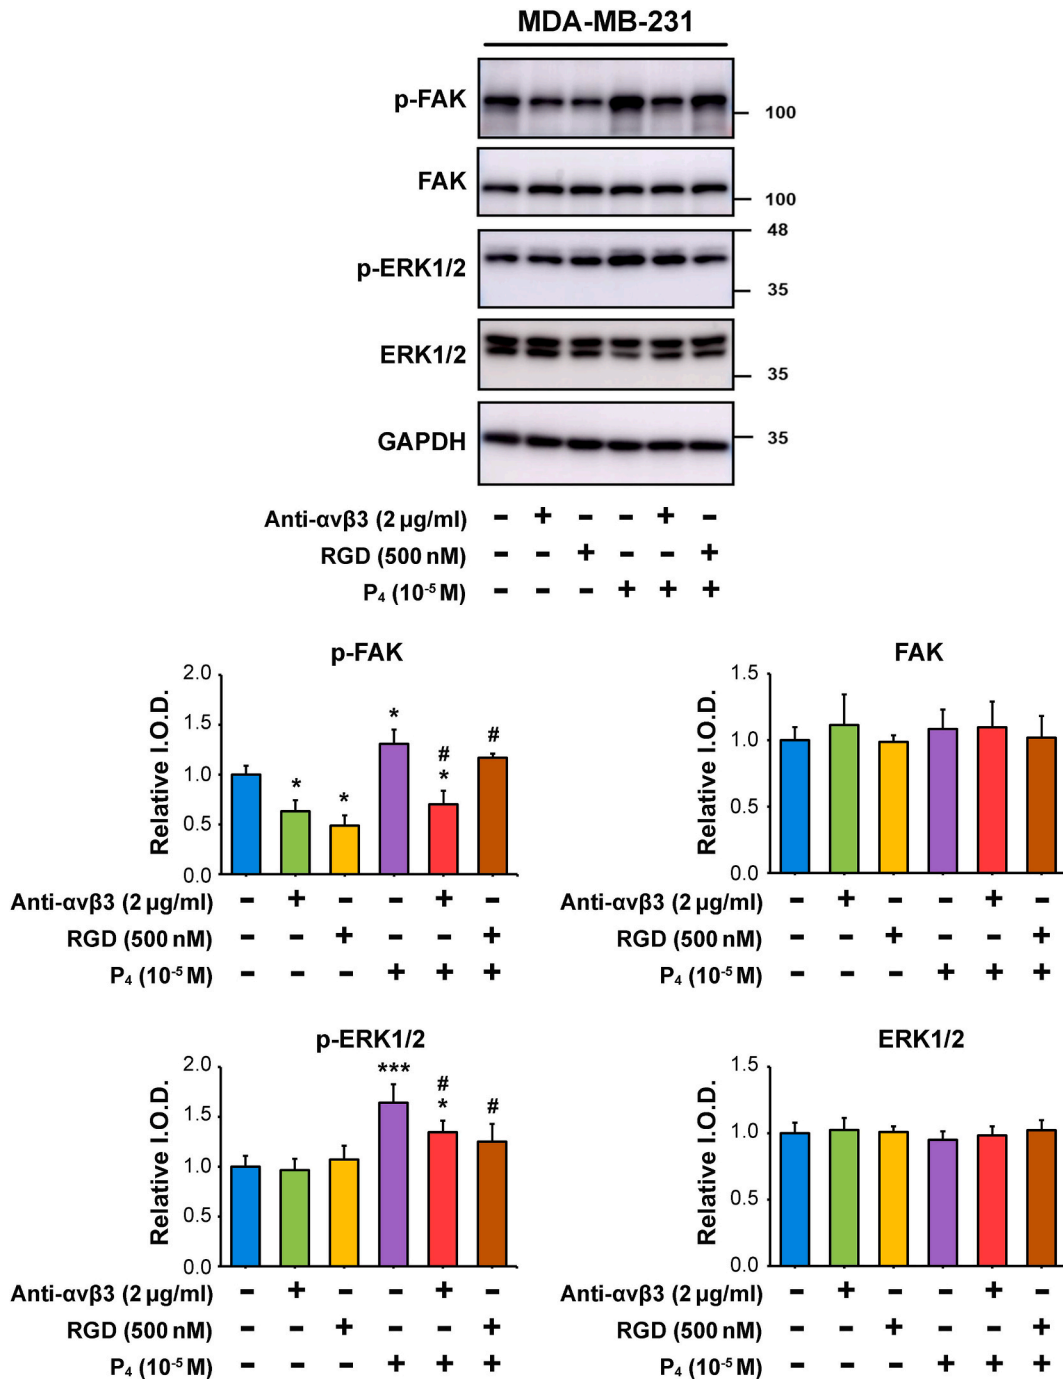 MDA-MB-231
p-FAK
100
FAK
100
48
p-ERK1/2
35
ERK1/2
35
GAPDH
35
Anti-αvβ3 (2 µg/ml) - + - - + -
RGD (500 nM) - - + - - +
P₄ (10⁻⁵ M) - - - + + +
p-FAK
Relative I.O.D.
2.0
1.5
1.0
0.5
0.0
*
*
*
#
*
#
Anti-αvβ3 (2 µg/ml) - + - - + -
RGD (500 nM) - - + - - +
P₄ (10⁻⁵ M) - - - + + +
FAK
Relative I.O.D.
1.5
1.0
0.5
0.0
Anti-αvβ3 (2 µg/ml) - + - - + -
RGD (500 nM) - - + - - +
P₄ (10⁻⁵ M) - - - + + +
p-ERK1/2
Relative I.O.D.
2.0
1.5
1.0
0.5
0.0
***
#
*
#
Anti-αvβ3 (2 µg/ml) - + - - + -
RGD (500 nM) - - + - - +
P₄ (10⁻⁵ M) - - - + + +
ERK1/2
Relative I.O.D.
1.5
1.0
0.5
0.0
Anti-αvβ3 (2 µg/ml) - + - - + -
RGD (500 nM) - - + - - +
P₄ (10⁻⁵ M) - - - + + +